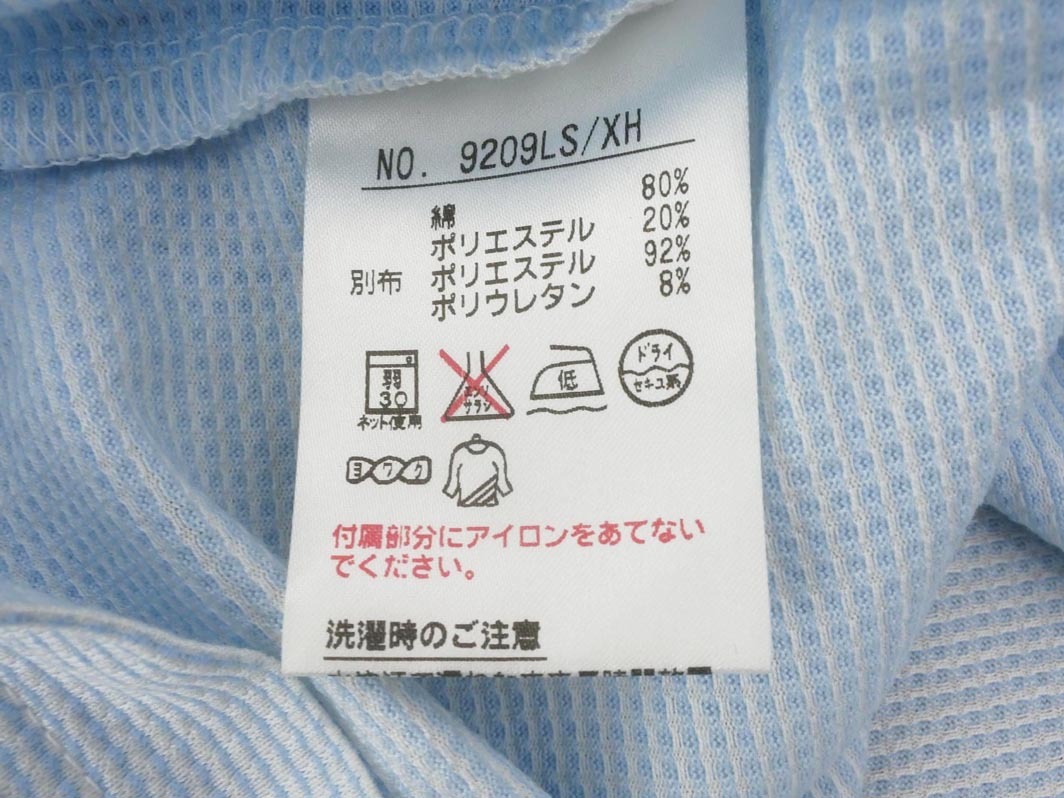 NO. 9209LS/XH
綿 80%
ポリエステル 20%
別布 ポリエステル 92%
ポリウレタン 8%
弱
30
ネット使用
エンソ
サラシ
低
ドライ
セキユ系
ヨワク
付属部分にアイロンをあてない
でください。
洗濯時のご注意